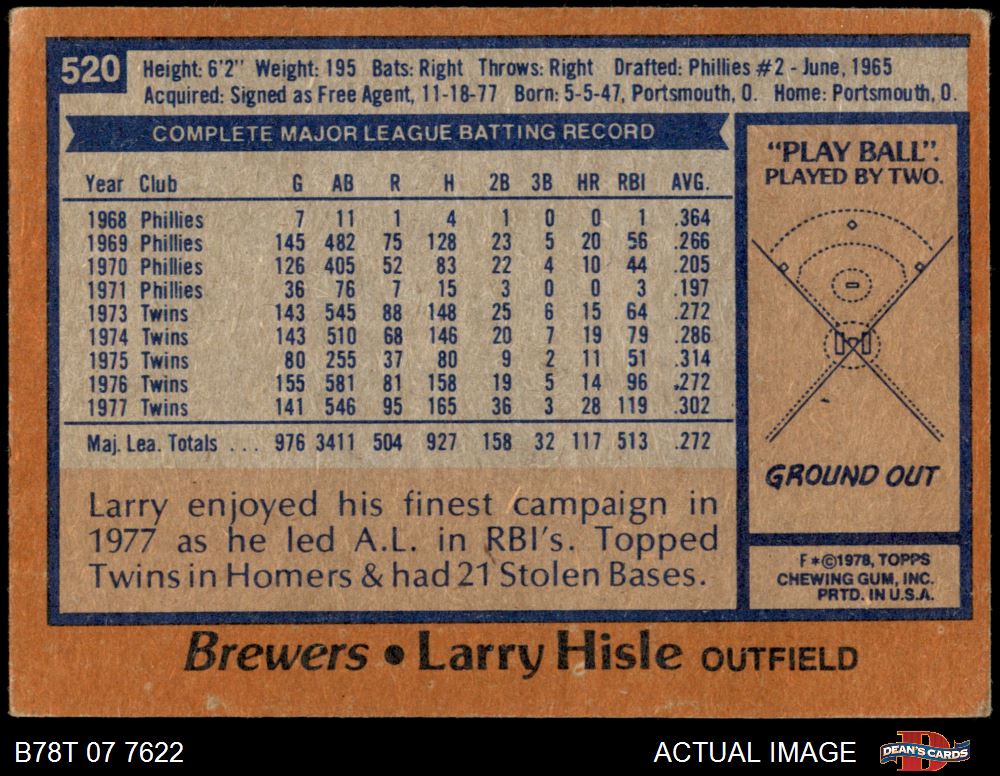 520
Height: 6'2" Weight: 195 Bats: Right Throws: Right Drafted: Phillies #2 - June, 1965
Acquired: Signed as Free Agent, 11-18-77 Born: 5-5-47, Portsmouth, O. Home: Portsmouth, O.
COMPLETE MAJOR LEAGUE BATTING RECORD
Year Club G AB R H 2B 3B HR RBI AVG.
1968 Phillies 7 11 1 4 1 0 0 1 .364
1969 Phillies 145 482 75 128 23 5 20 56 .266
1970 Phillies 126 405 52 83 22 4 10 44 .205
1971 Phillies 36 76 7 15 3 0 0 3 .197
1973 Twins 143 545 88 148 25 6 15 64 .272
1974 Twins 143 510 68 146 20 7 19 79 .286
1975 Twins 80 255 37 80 9 2 11 51 .314
1976 Twins 155 581 81 158 19 5 14 96 .272
1977 Twins 141 546 95 165 36 3 28 119 .302
Maj. Lea. Totals . . . 976 3411 504 927 158 32 117 513 .272
Larry enjoyed his finest campaign in
1977 as he led A.L. in RBI's. Topped
Twins in Homers & had 21 Stolen Bases.
"PLAY BALL".
PLAYED BY TWO.
GROUND OUT
F*©1978, TOPPS
CHEWING GUM, INC.
PRTD. IN U.S.A.
Brewers • Larry Hisle OUTFIELD
B78T 07 7622
ACTUAL IMAGE
D
DEAN'S CARDS